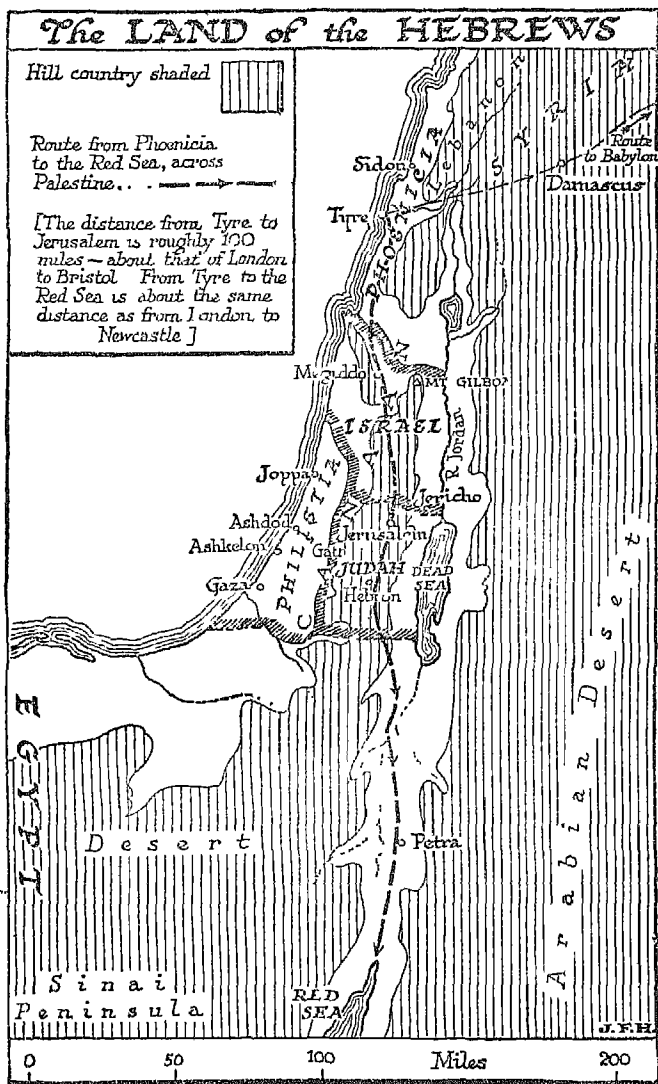 The LAND of the HEBREWS
Hill country shaded
Route from Phœnicia
to the Red Sea, across
Palestine...
[The distance from Tyre to
Jerusalem is roughly 100
miles — about that of London
to Bristol From Tyre to the
Red Sea is about the same
distance as from London to
Newcastle]
Lebanon
SYRIA
Route
to Babylon
Damascus
Sidon
PHŒNICIA
Tyre
Megiddo
MT GILBOA
ISRAEL
R Jordan
CANAAN
Joppa
Jericho
PHILISTIA
Ashdod
Jerusalem
Ashkelon
Gath
JUDAH
DEAD
SEA
Gaza
Hebron
EGYPT
Desert
Petra
Arabian Desert
Sinai
Peninsula
RED
SEA
J.F.H.
0 50 100 Miles 200